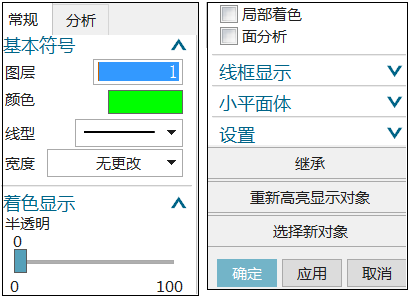 常规 分析
基本符号
图层 1
颜色
线型
宽度 无更改
着色显示
半透明
0
0 100
局部着色
面分析
线框显示
小平面体
设置
继承
重新高亮显示对象
选择新对象
确定 应用 取消